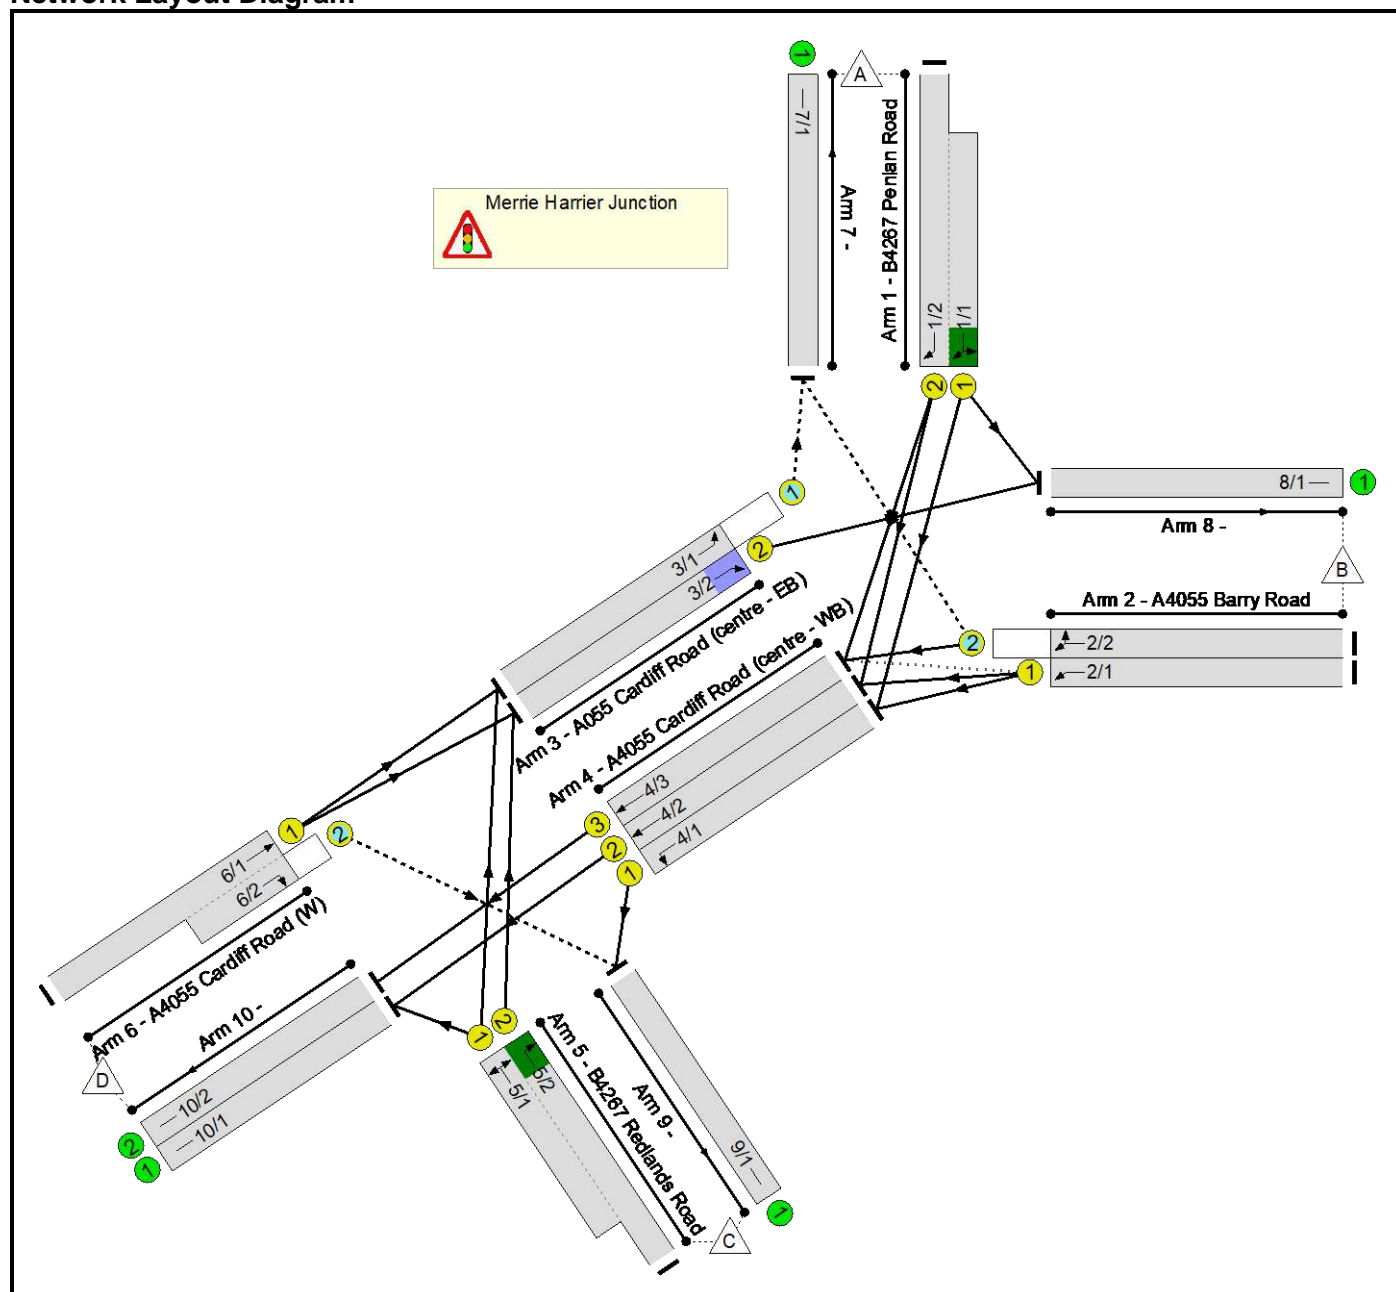 Network Layout Diagram
1
A
7/1
Arm 7 -
Arm 1 - B4267 Penlan Road
1/2
1/1
Merrie Harrier Junction
2
1
8/1
1
Arm 8 -
B
Arm 2 - A4055 Barry Road
2/2
2/1
2
1
1
2
3/1
3/2
Arm 3 - A055 Cardiff Road (centre - EB)
Arm 4 - A4055 Cardiff Road (centre - WB)
4/3
4/2
4/1
3
2
1
1
2
6/1
6/2
Arm 6 - A4055 Cardiff Road (W)
Arm 10 -
D
10/2
10/1
2
1
1
2
5/1
5/2
Arm 5 - B4267 Redlands Road
Arm 9 -
9/1
1
C